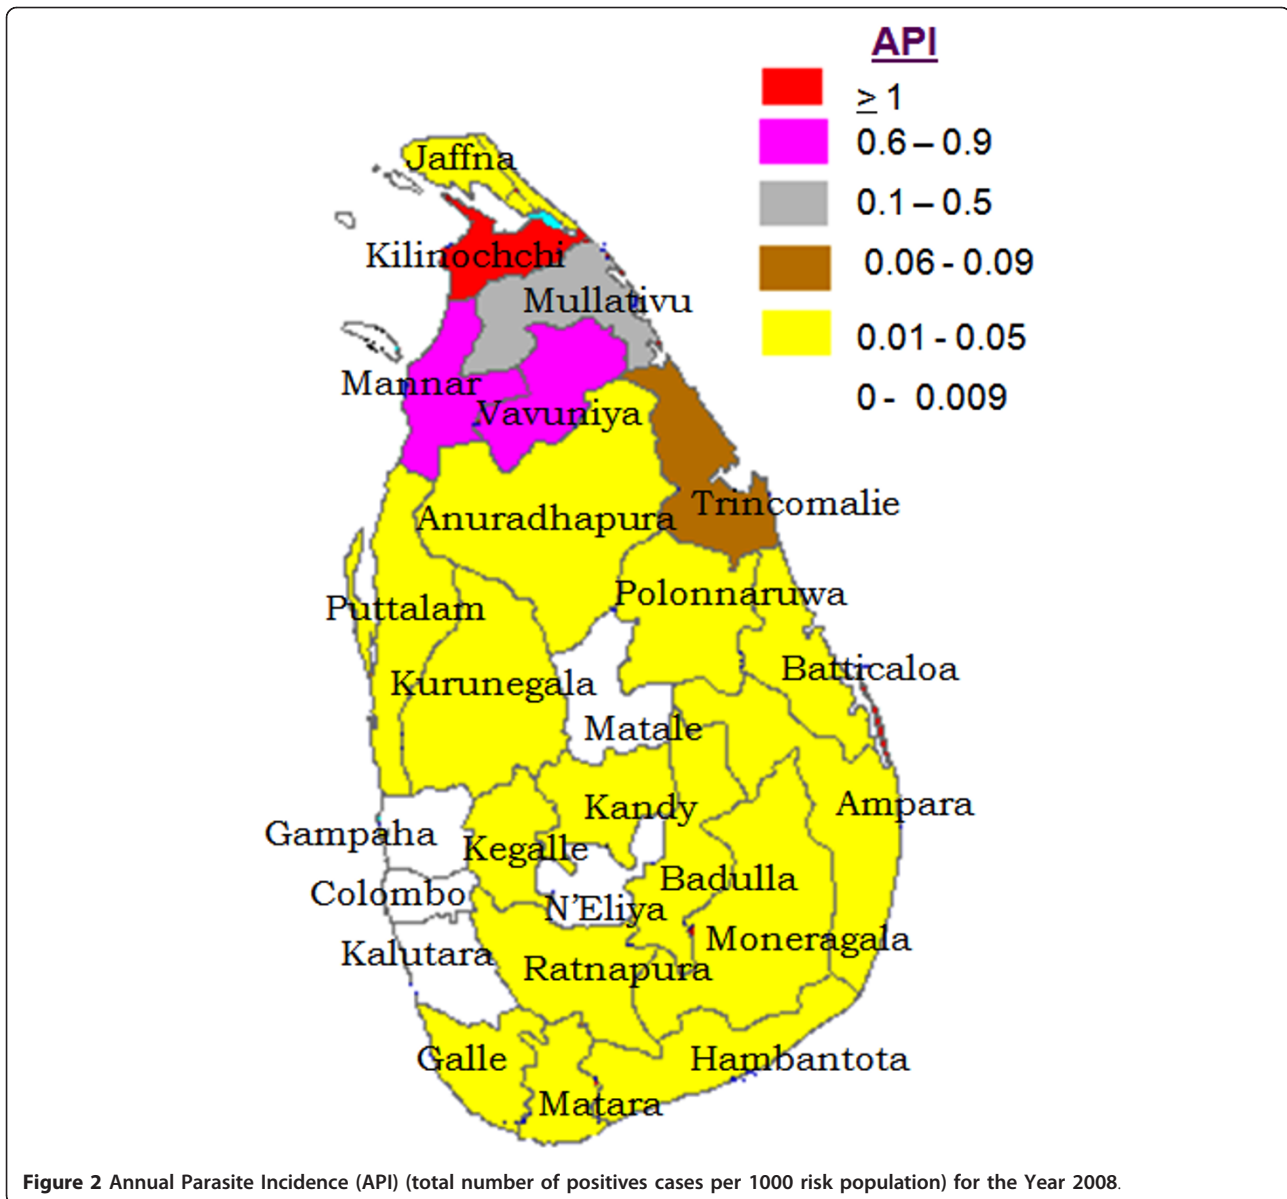 API
≥ 1
0.6 – 0.9
0.1 – 0.5
0.06 - 0.09
0.01 - 0.05
0 - 0.009
Jaffna
Kilinochchi
Mullativu
Mannar
Vavuniya
Anuradhapura
Trincomalie
Puttalam
Polonnaruwa
Kurunegala
Batticaloa
Matale
Kandy
Ampara
Gampaha
Kegalle
Colombo
Badulla
N'Eliya
Kalutara
Moneragala
Ratnapura
Galle
Hambantota
Matara
Figure 2 Annual Parasite Incidence (API) (total number of positives cases per 1000 risk population) for the Year 2008.